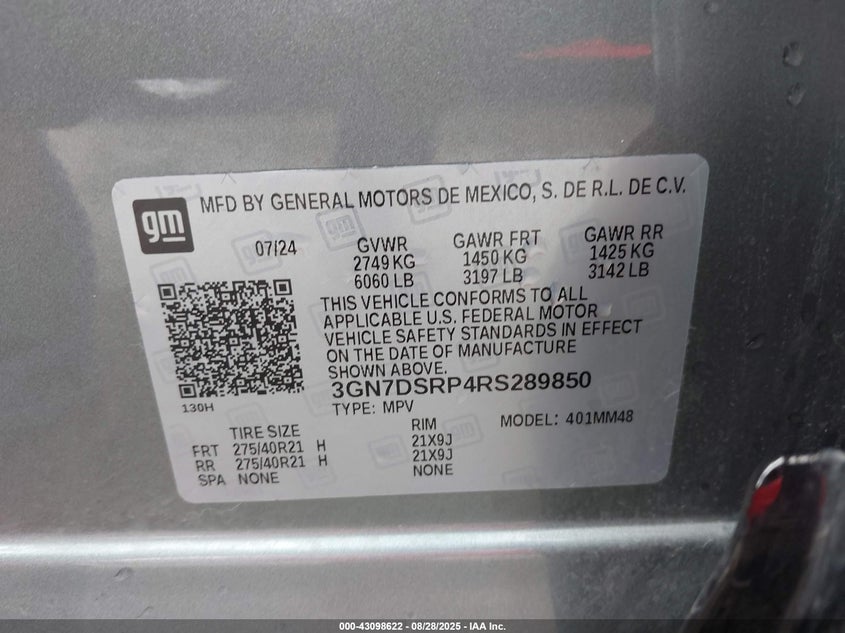 gm
MFD BY GENERAL MOTORS DE MEXICO, S. DE R.L. DE C.V.
07/24 GVWR GAWR FRT GAWR RR
2749 KG 1450 KG 1425 KG
6060 LB 3197 LB 3142 LB
THIS VEHICLE CONFORMS TO ALL
APPLICABLE U.S. FEDERAL MOTOR
VEHICLE SAFETY STANDARDS IN EFFECT
ON THE DATE OF MANUFACTURE
SHOWN ABOVE.
3GN7DSRP4RS289850
130H
TYPE: MPV MODEL: 401MM48
TIRE SIZE RIM
FRT 275/40R21 H 21X9J
RR 275/40R21 H 21X9J
SPA NONE NONE
000-43098622 - 08/28/2025 - IAA Inc.